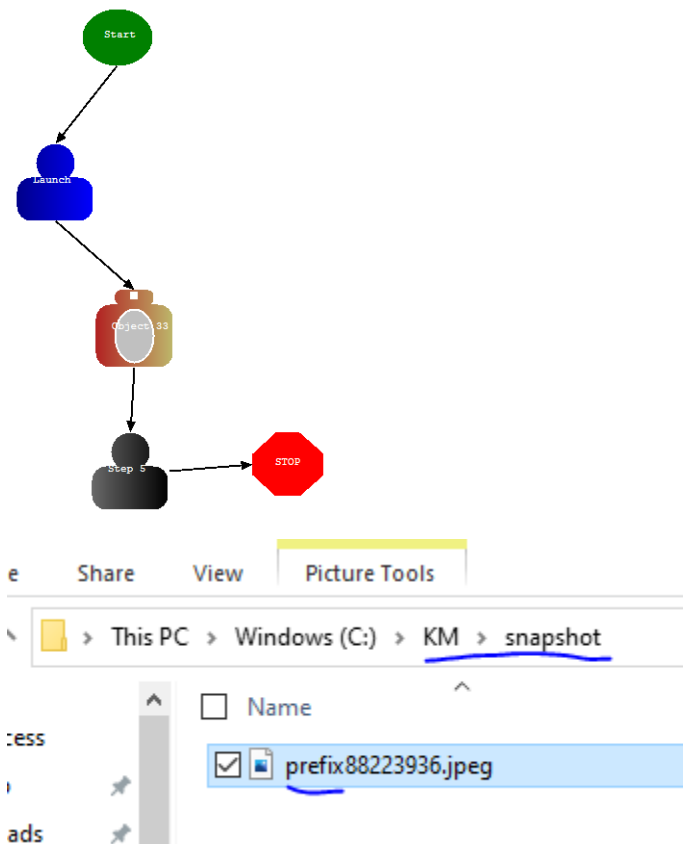 Start
Launch
Object 33
Step 5
STOP
e Share View Picture Tools
This PC > Windows (C:) > KM > snapshot
Name
cess
prefix88223936.jpeg
ads